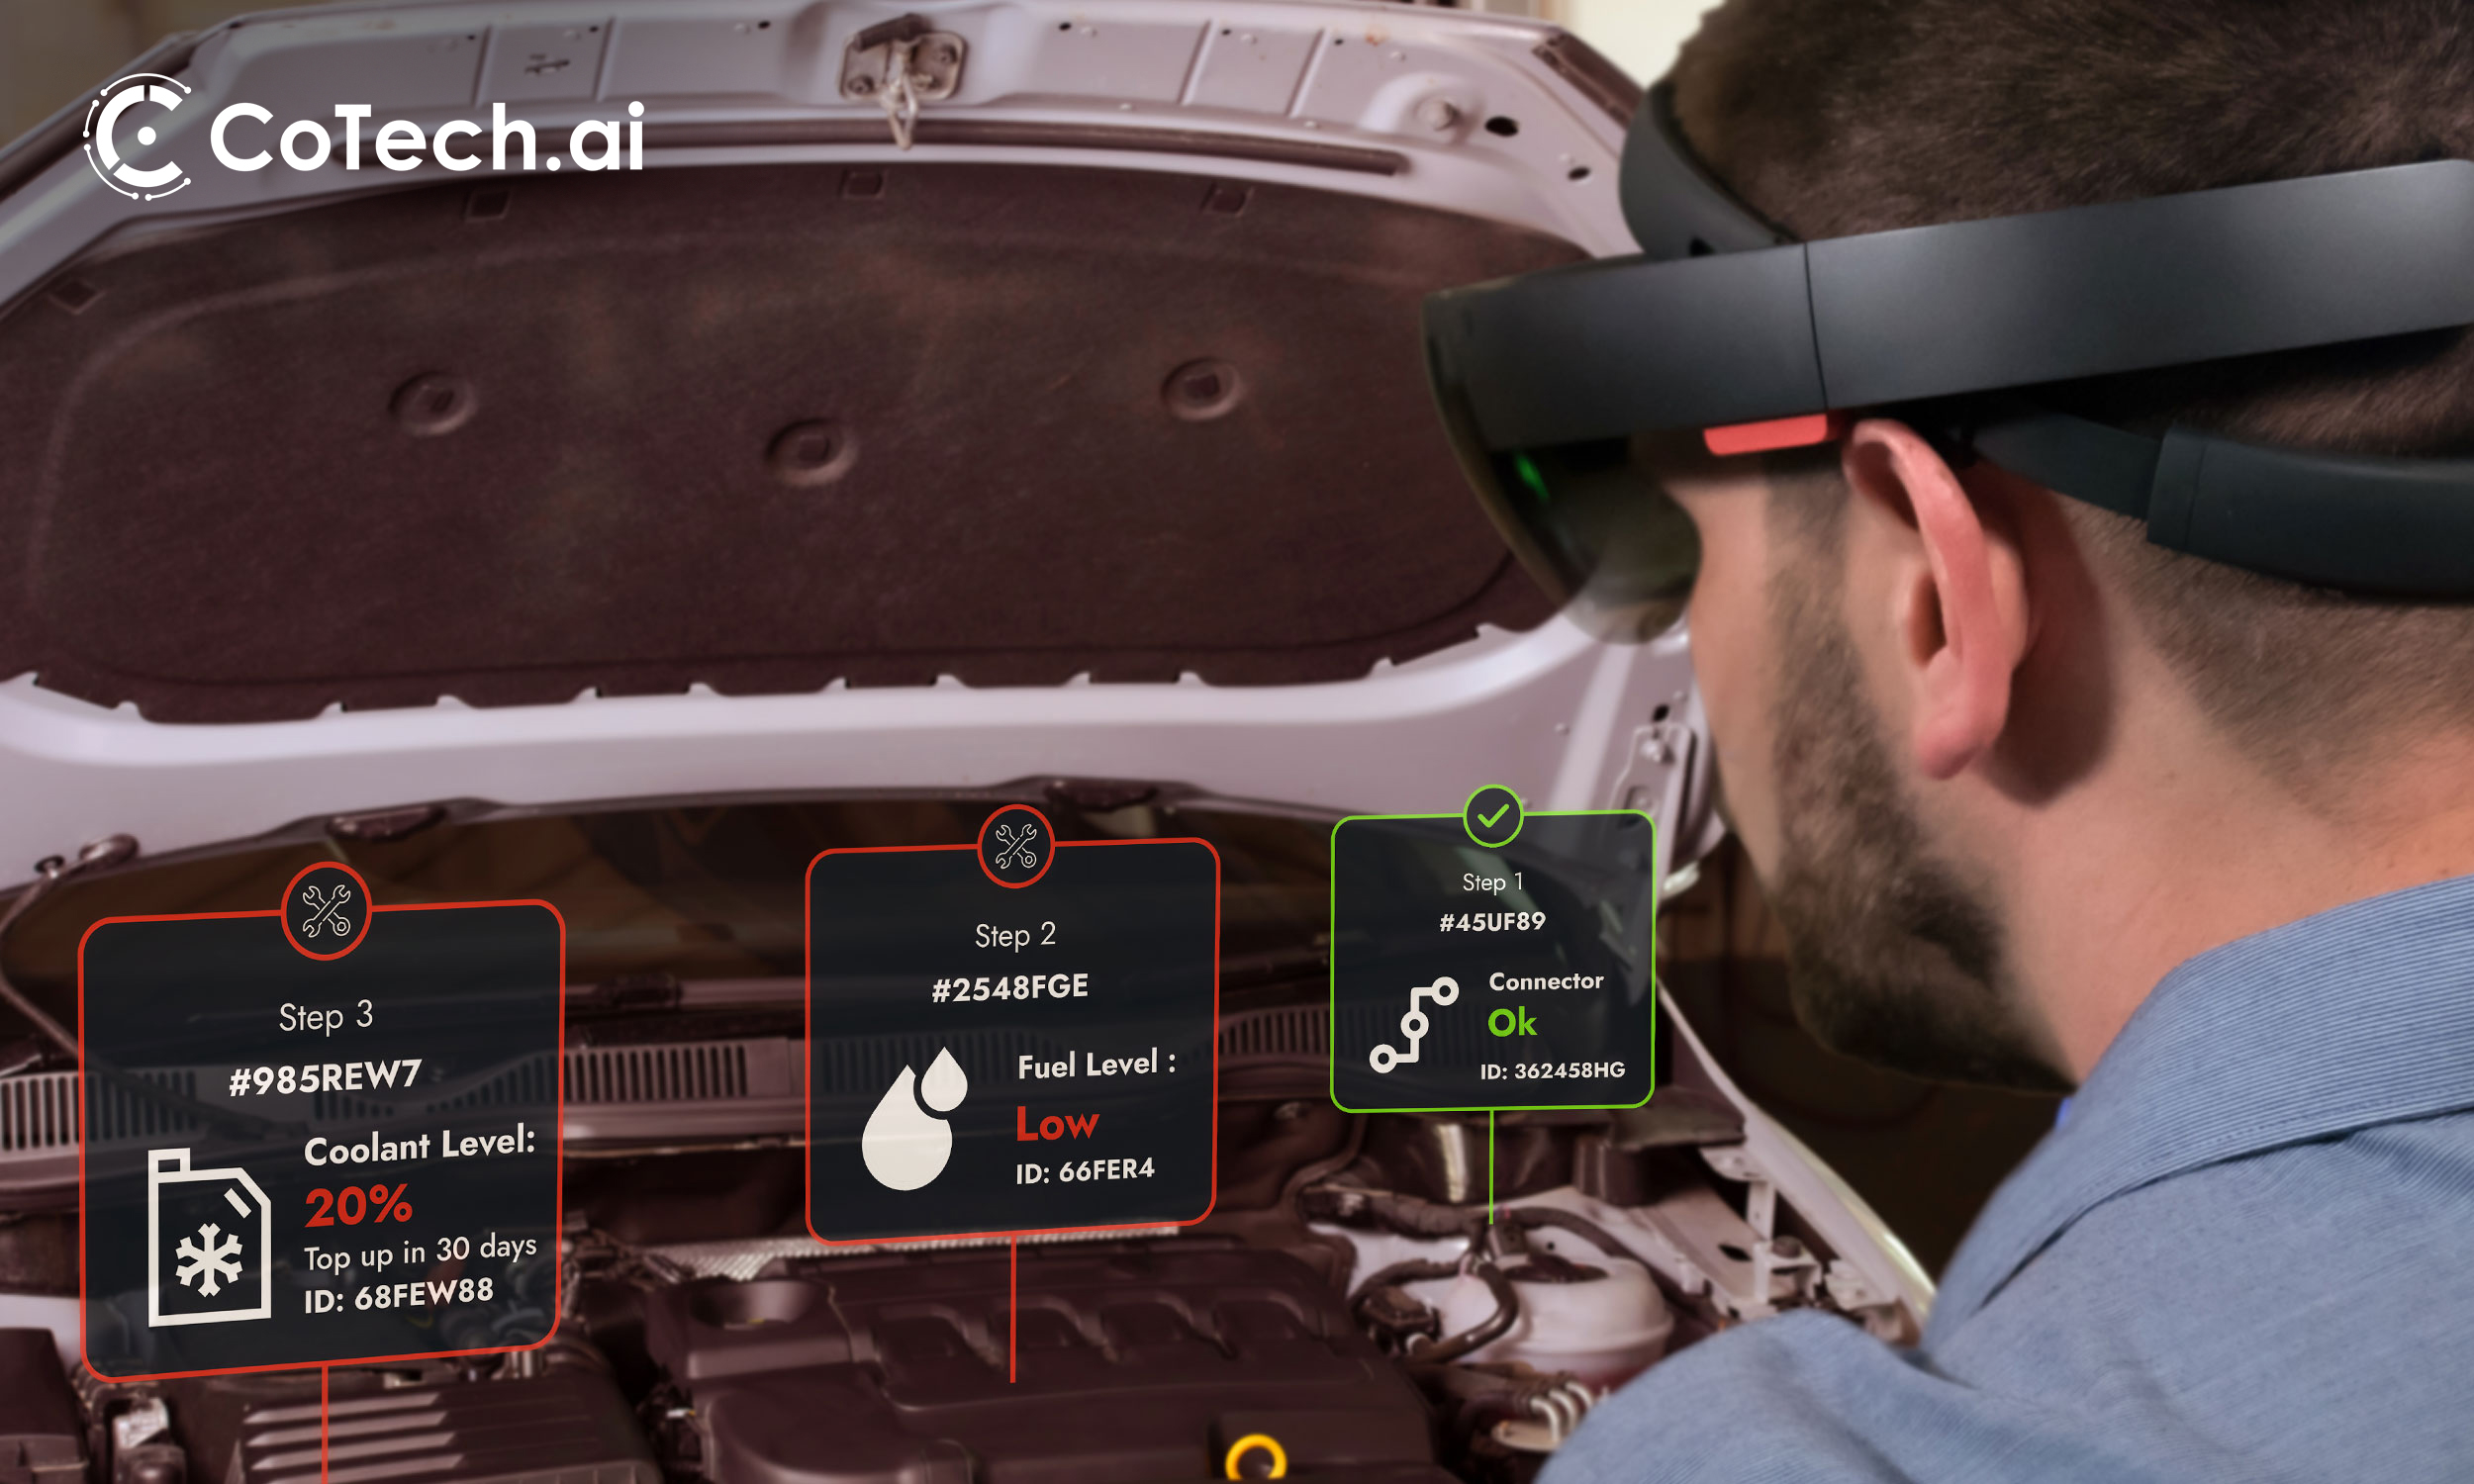 CoTech.ai
Step 3
#985REW7
Coolant Level:
20%
Top up in 30 days
ID: 68FEW88
Step 2
#2548FGE
Fuel Level :
Low
ID: 66FER4
Step 1
#45UF89
Connector
Ok
ID: 362458HG